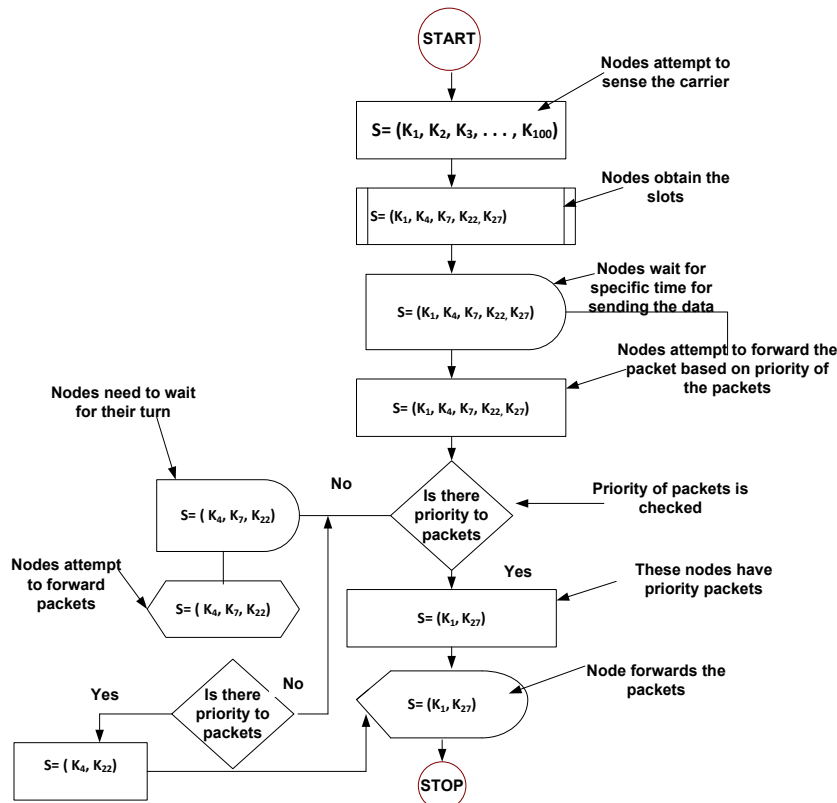 START
Nodes attempt to
sense the carrier
S= (K₁, K₂, K₃, . . . , K₁₀₀)
Nodes obtain the
slots
S= (K₁, K₄, K₇, K₂₂, K₂₇)
Nodes wait for
specific time for
sending the data
S= (K₁, K₄, K₇, K₂₂, K₂₇)
Nodes attempt to forward the
packet based on priority of
the packets
S= (K₁, K₄, K₇, K₂₂, K₂₇)
Nodes need to wait
for their turn
No
Is there
priority to
packets
Priority of packets is
checked
S= ( K₄, K₇, K₂₂)
Nodes attempt
to forward
packets
S= ( K₄, K₇, K₂₂)
Yes
These nodes have
priority packets
S= (K₁, K₂₇)
Yes
Is there
priority to
packets
No
Node forwards the
packets
S= (K₁, K₂₇)
S= ( K₄, K₂₂)
STOP